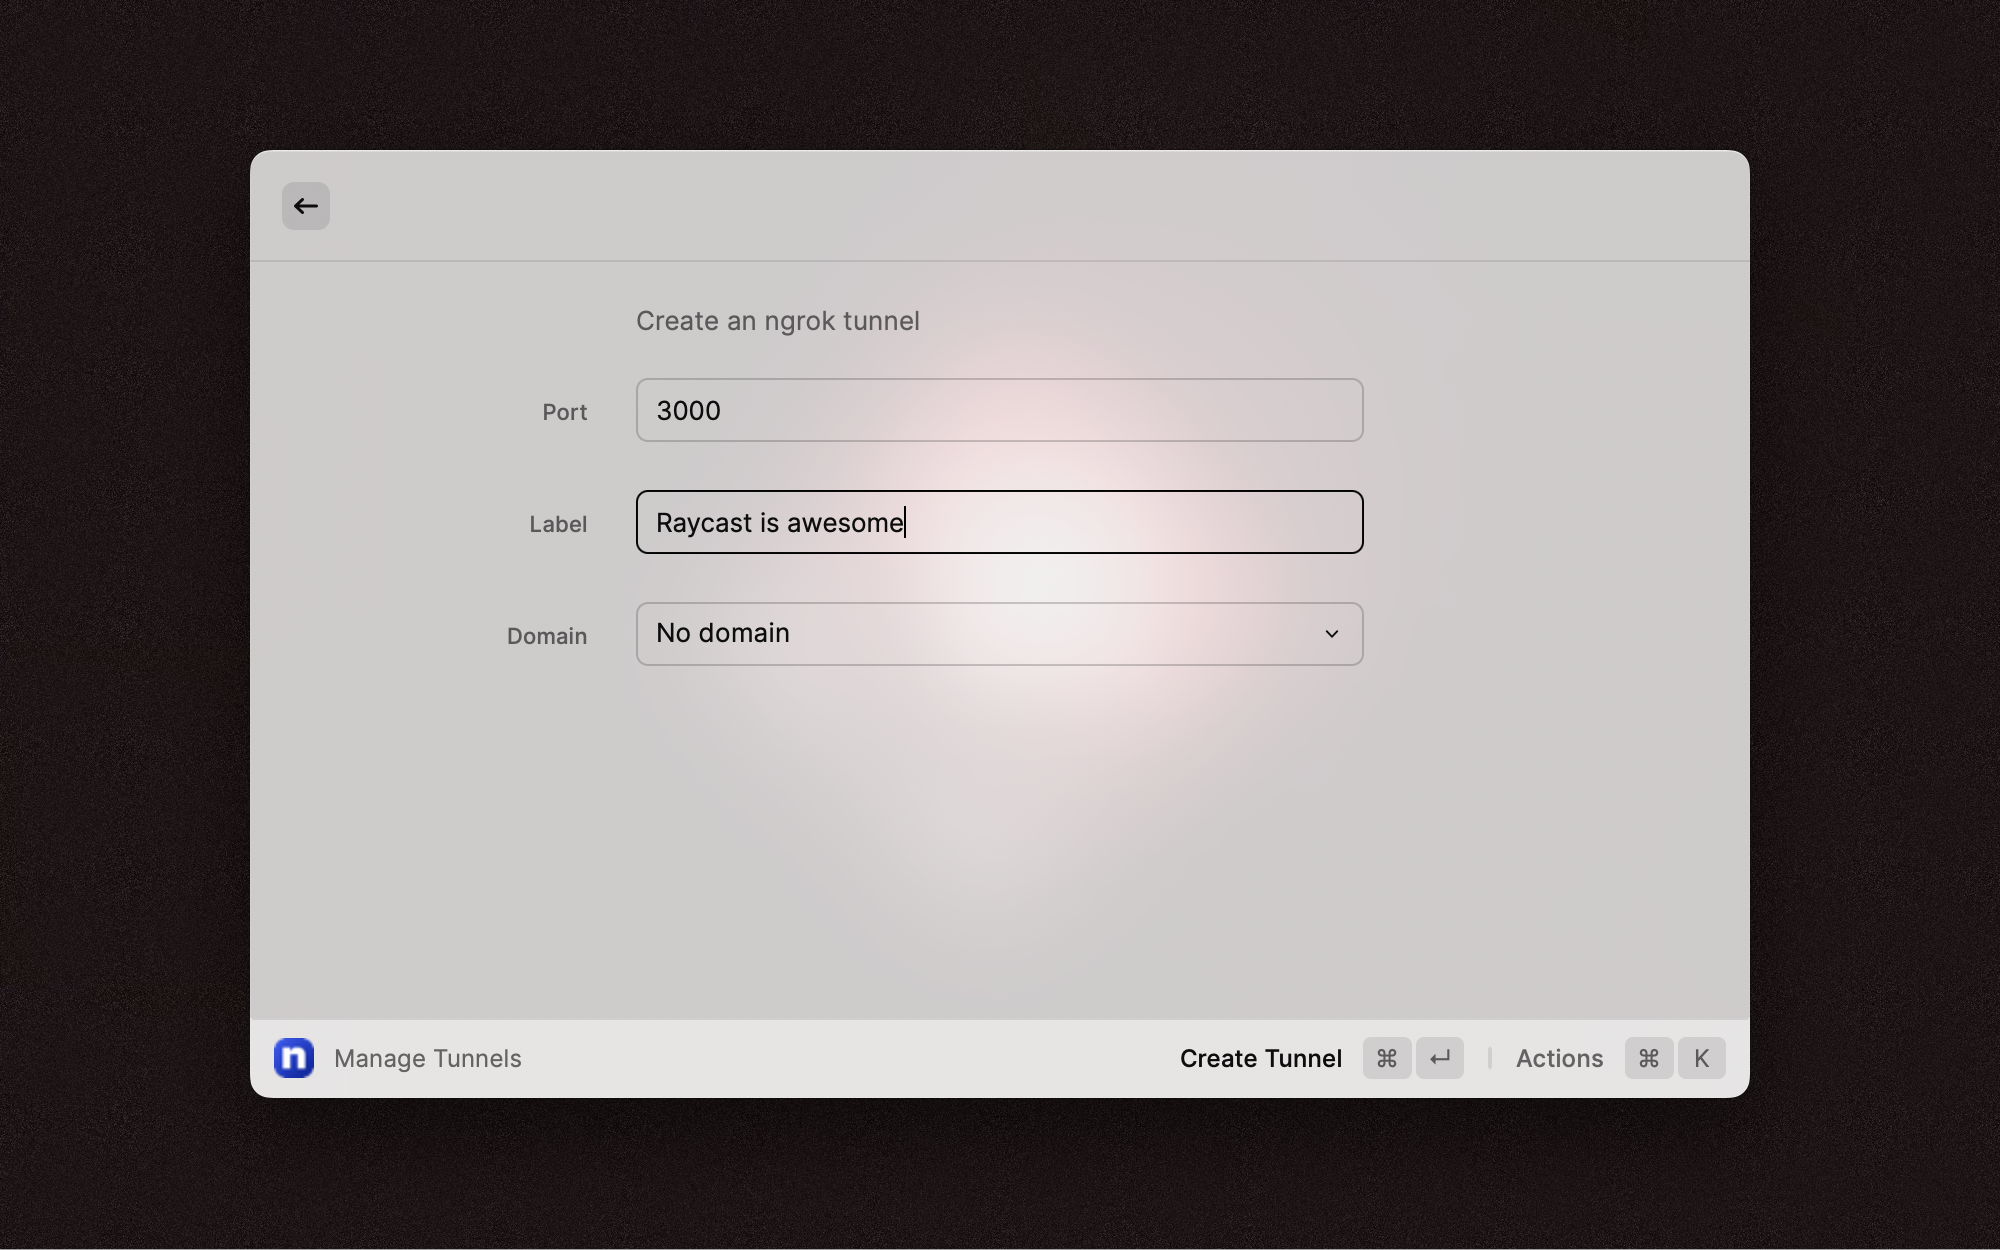 Create an ngrok tunnel
Port 3000
Label Raycast is awesome
Domain No domain
n Manage Tunnels Create Tunnel ⌘ ↵ Actions ⌘ K